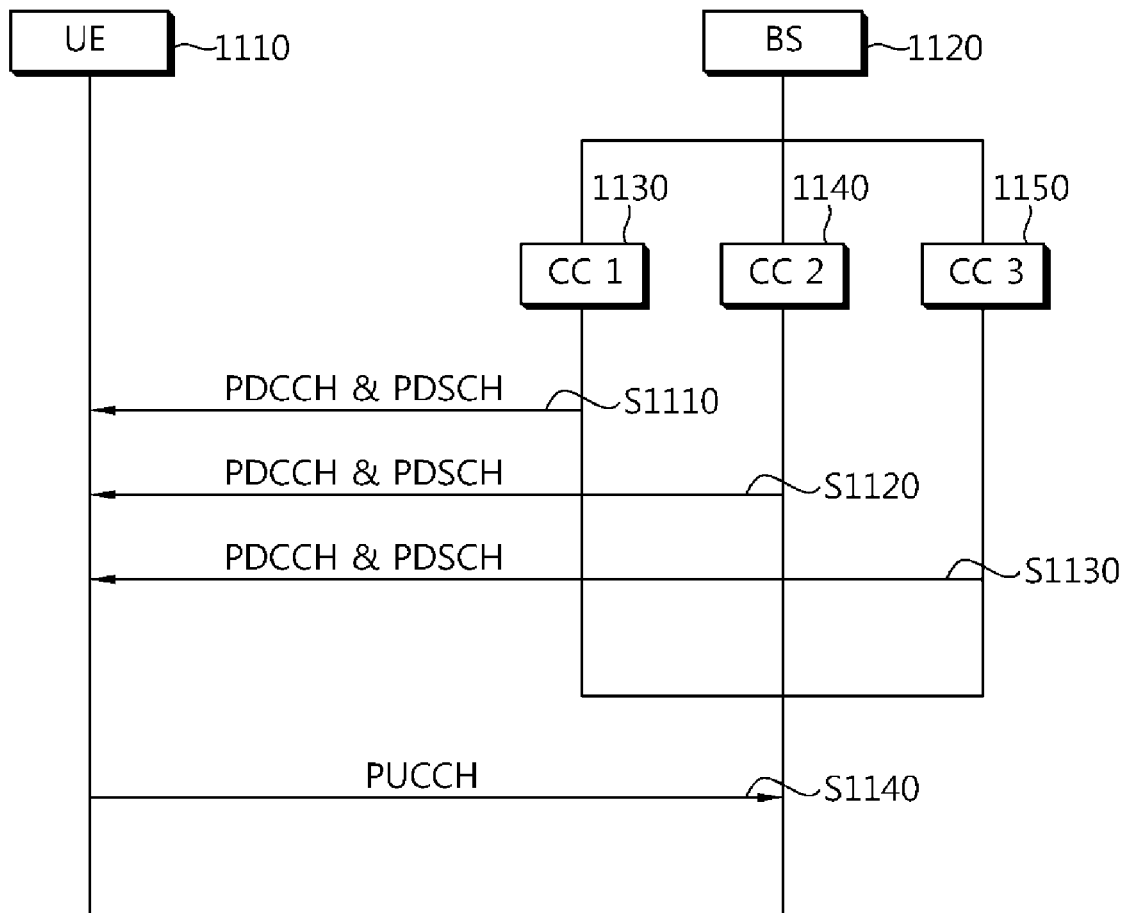 UE
1110
BS
1120
1130
1140
1150
CC 1
CC 2
CC 3
PDCCH & PDSCH
S1110
PDCCH & PDSCH
S1120
PDCCH & PDSCH
S1130
PUCCH
S1140